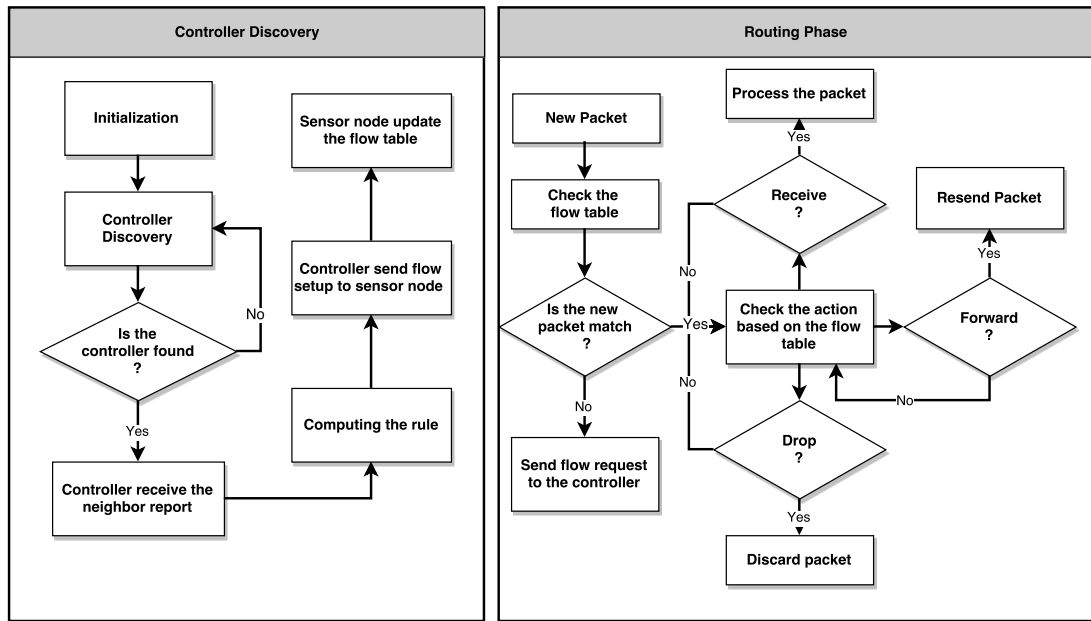 Controller Discovery
Initialization
Controller
Discovery
Is the
controller found
?
No
Yes
Controller receive the
neighbor report
Sensor node update
the flow table
Controller send flow
setup to sensor node
Computing the rule
Routing Phase
New Packet
Check the
flow table
Is the new
packet match
?
No
Send flow request
to the controller
Yes
Process the packet
Yes
Receive
?
No
Check the action
based on the flow
table
No
Drop
?
Yes
Discard packet
Resend Packet
Yes
Forward
?
No